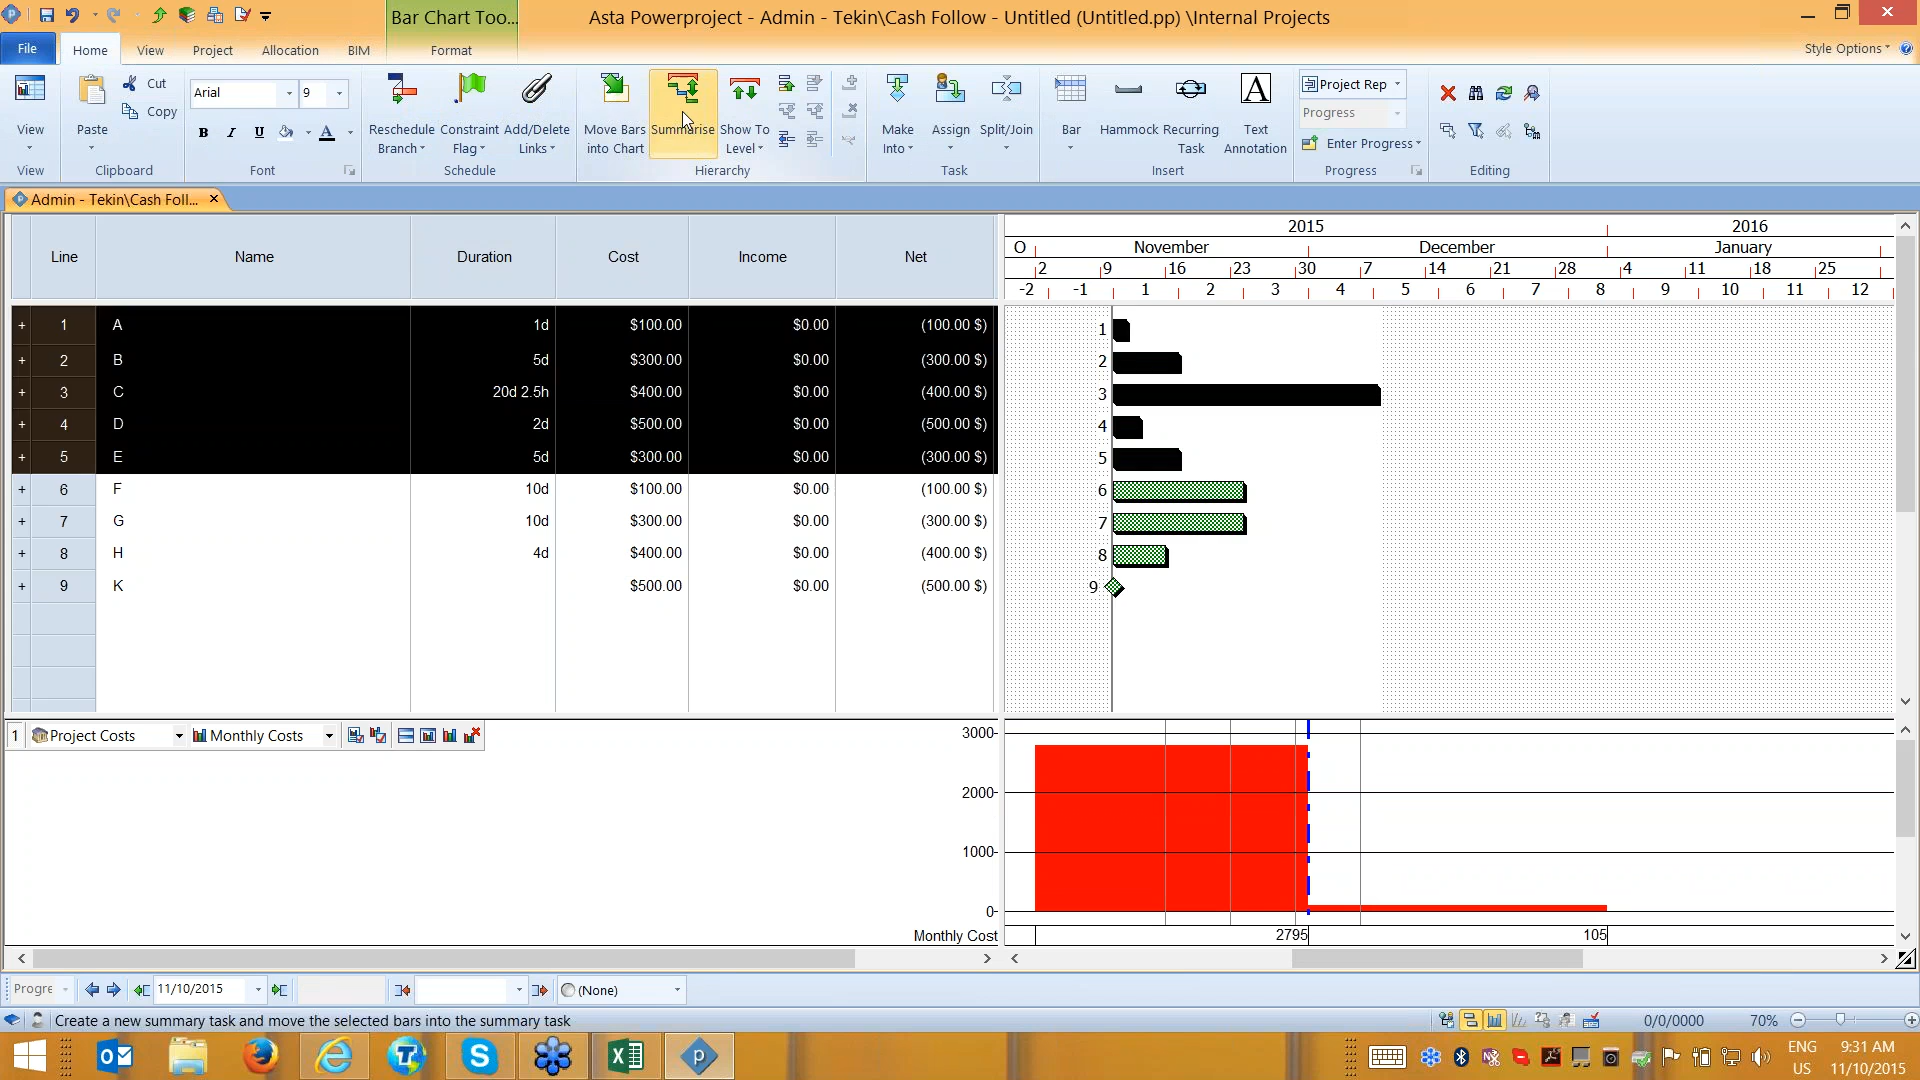 Bar Chart Too...
Asta Powerproject - Admin - Tekin\Cash Follow - Untitled (Untitled.pp) \Internal Projects
File Home View Project Allocation BIM Format Style Options
View
View
Paste
Cut
Copy
Clipboard
Arial 9
B I U A
Font
Reschedule Branch
Constraint Flag
Add/Delete Links
Schedule
Move Bars into Chart
Summarise
Show To Level
Hierarchy
Make Into
Assign
Split/Join
Task
Bar
Hammock
Recurring Task
Text Annotation
Insert
Project Rep
Progress
Enter Progress
Progress
Editing
Admin - Tekin\Cash Foll...
Line Name Duration Cost Income Net
+ 1 A 1d $100.00 $0.00 (100.00 $)
+ 2 B 5d $300.00 $0.00 (300.00 $)
+ 3 C 20d 2.5h $400.00 $0.00 (400.00 $)
+ 4 D 2d $500.00 $0.00 (500.00 $)
+ 5 E 5d $300.00 $0.00 (300.00 $)
+ 6 F 10d $100.00 $0.00 (100.00 $)
+ 7 G 10d $300.00 $0.00 (300.00 $)
+ 8 H 4d $400.00 $0.00 (400.00 $)
+ 9 K $500.00 $0.00 (500.00 $)
2015 2016
O November December January
2 9 16 23 30 7 14 21 28 4 11 18 25
-2 -1 1 2 3 4 5 6 7 8 9 10 11 12
1
2
3
4
5
6
7
8
9
1 Project Costs Monthly Costs
3000
2000
1000
0
Monthly Cost 2795 105
Progre 11/10/2015 (None)
Create a new summary task and move the selected bars into the summary task 0/0/0000 70%
ENG US
9:31 AM
11/10/2015